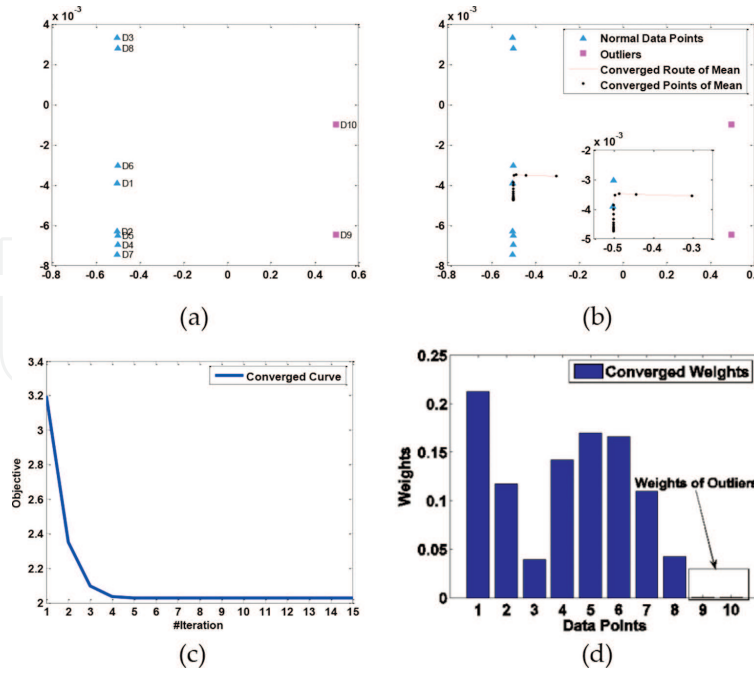 4 x 10⁻³
D3
D8
2
0
D10
-2
D6
-4
D1
D2
D5
-6
D9
D4
D7
-8
-0.8 -0.6 -0.4 -0.2 0 0.2 0.4 0.6
(a)
4 x 10⁻³
Normal Data Points
Outliers
Converged Route of Mean
Converged Points of Mean
2
0
x 10⁻³
-2
-2
-3
-4
-4
-5
-0.5 -0.4 -0.3
-6
-8
-0.8 -0.6 -0.4 -0.2 0 0.2 0.4 0.6
(b)
3.4
Converged Curve
3.2
3
2.8
2.6
2.4
2.2
2
Objective
1 2 3 4 5 6 7 8 9 10 11 12 13 14 15
#Iteration
(c)
0.25
Converged Weights
0.2
0.15
Weights of Outliers
0.1
0.05
0
Weights
1 2 3 4 5 6 7 8 9 10
Data Points
(d)